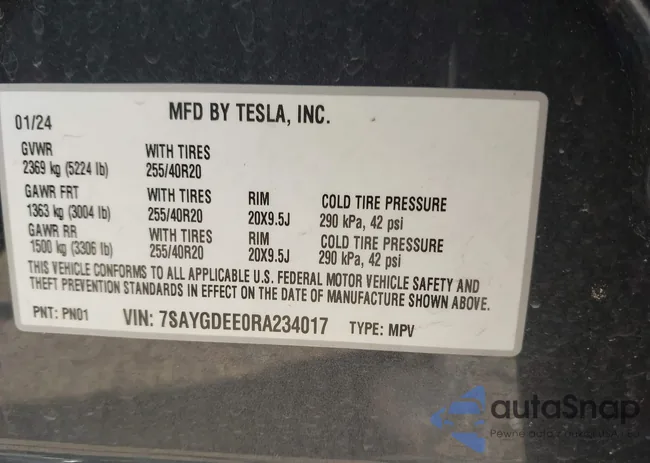 MFD BY TESLA, INC.
01/24
GVWR WITH TIRES
2369 kg (5224 lb) 255/40R20
GAWR FRT WITH TIRES RIM COLD TIRE PRESSURE
1363 kg (3004 lb) 255/40R20 20X9.5J 290 kPa, 42 psi
GAWR RR WITH TIRES RIM COLD TIRE PRESSURE
1500 kg (3306 lb) 255/40R20 20X9.5J 290 kPa, 42 psi
THIS VEHICLE CONFORMS TO ALL APPLICABLE U.S. FEDERAL MOTOR VEHICLE SAFETY AND
THEFT PREVENTION STANDARDS IN EFFECT ON THE DATE OF MANUFACTURE SHOWN ABOVE.
PNT: PN01 VIN: 7SAYGDEE0RA234017 TYPE: MPV
autaSnap
Pewne auto z